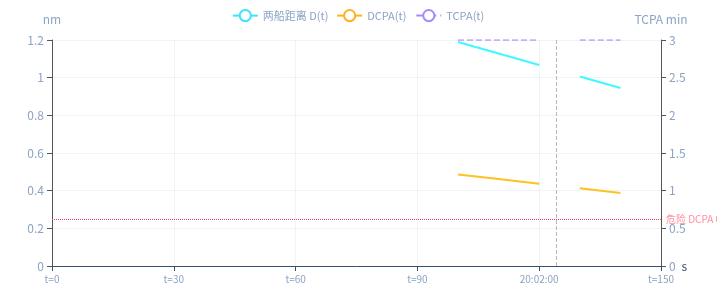 nm
两船距离 D(t)
DCPA(t)
TCPA(t)
TCPA min
1.2
1
0.8
0.6
0.4
0.2
0
3
2.5
2
1.5
1
0.5
0
危险 DCPA
s
t=0
t=30
t=60
t=90
20:02:00
t=150